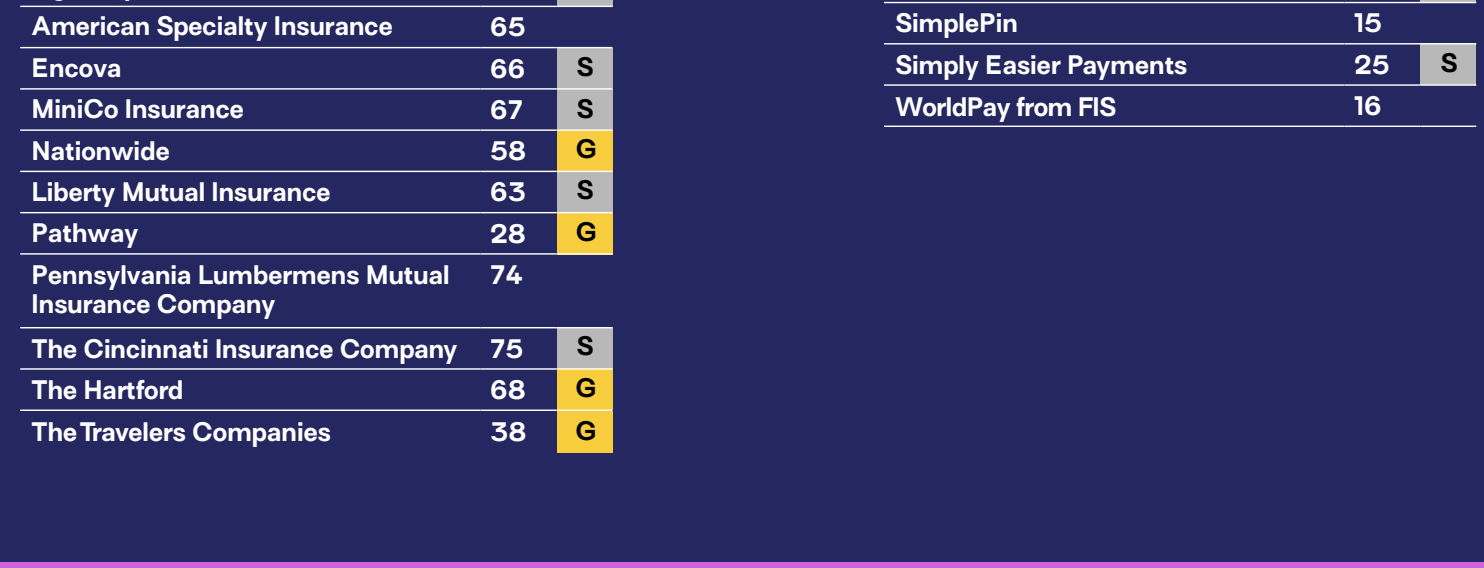 American Specialty Insurance 65
Encova 66 S
MiniCo Insurance 67 S
Nationwide 58 G
Liberty Mutual Insurance 63 S
Pathway 28 G
Pennsylvania Lumbermens Mutual 74
Insurance Company
The Cincinnati Insurance Company 75 S
The Hartford 68 G
The Travelers Companies 38 G
SimplePin 15
Simply Easier Payments 25 S
WorldPay from FIS 16